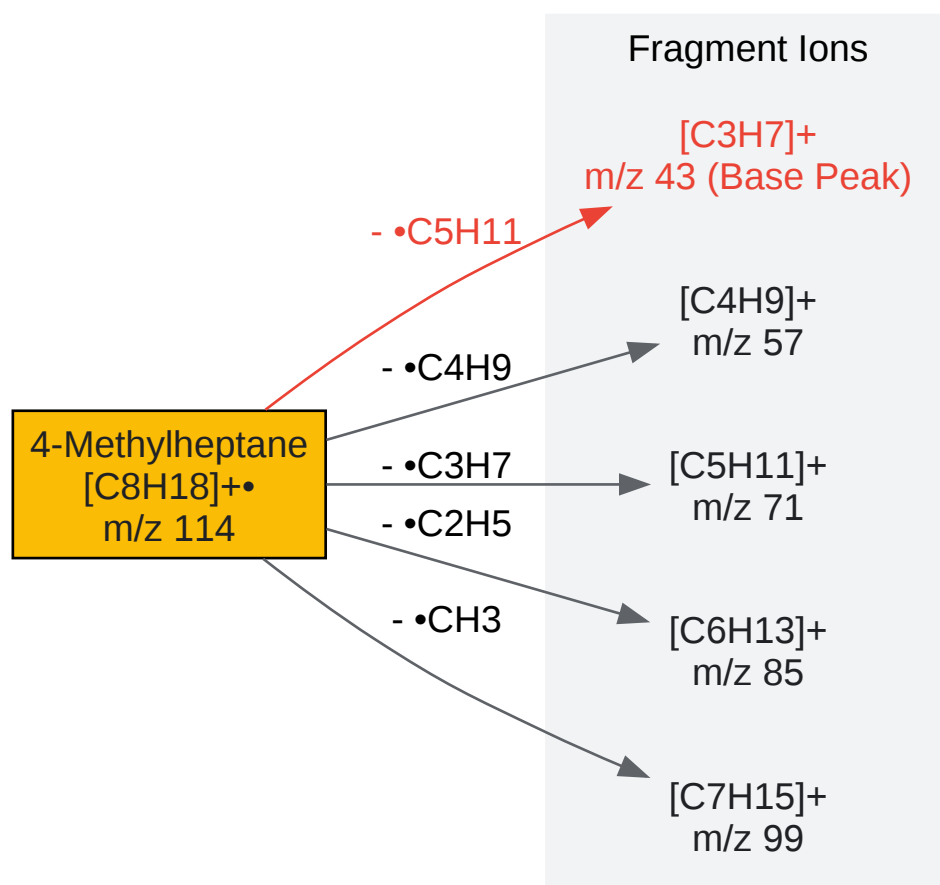 Fragment Ions
[C3H7]+
m/z 43 (Base Peak)
- •C5H11
[C4H9]+
m/z 57
- •C4H9
4-Methylheptane
[C8H18]+•
m/z 114
- •C3H7
[C5H11]+
m/z 71
- •C2H5
[C6H13]+
m/z 85
- •CH3
[C7H15]+
m/z 99